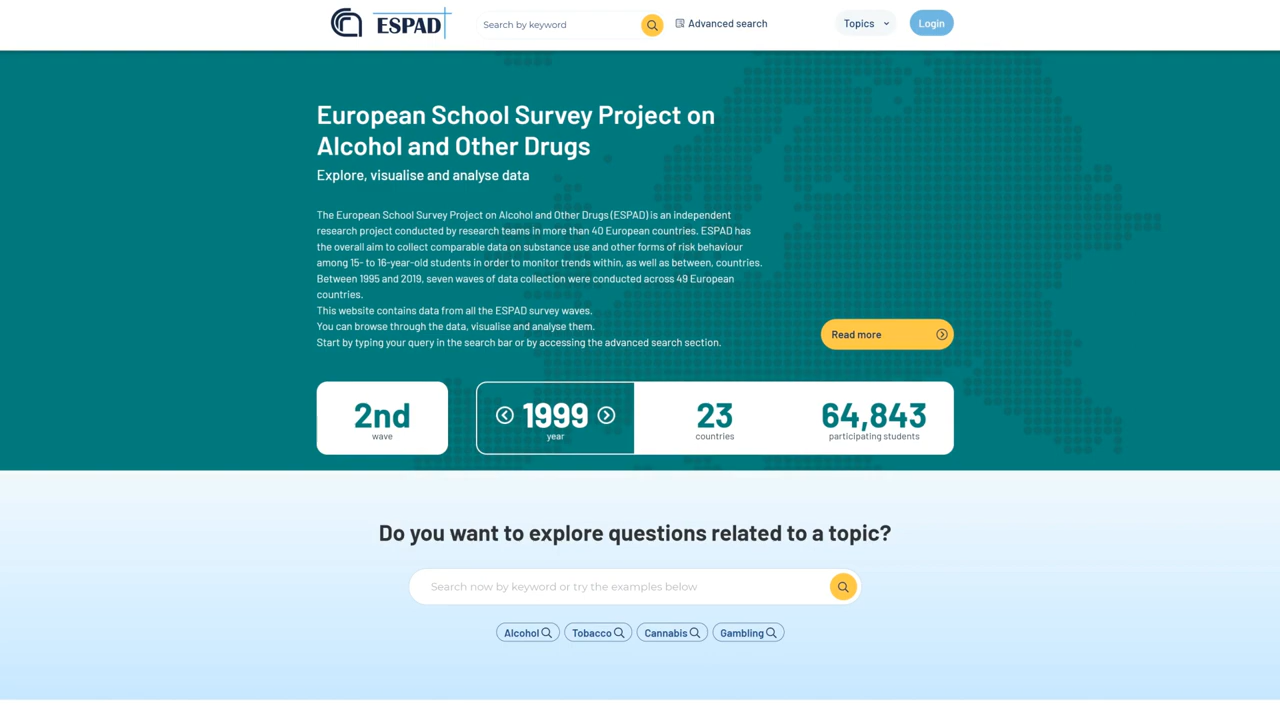 ESPAD
Search by keyword
Advanced search
Topics
Login
European School Survey Project on
Alcohol and Other Drugs
Explore, visualise and analyse data
The European School Survey Project on Alcohol and Other Drugs (ESPAD) is an independent
research project conducted by research teams in more than 40 European countries. ESPAD has
the overall aim to collect comparable data on substance use and other forms of risk behaviour
among 15- to 16-year-old students in order to monitor trends within, as well as between, countries.
Between 1995 and 2019, seven waves of data collection were conducted across 49 European
countries.
This website contains data from all the ESPAD survey waves.
You can browse through the data, visualise and analyse them.
Start by typing your query in the search bar or by accessing the advanced search section.
Read more
2nd
wave
1999
year
23
countries
64,843
participating students
Do you want to explore questions related to a topic?
Search now by keyword or try the examples below
Alcohol
Tobacco
Cannabis
Gambling